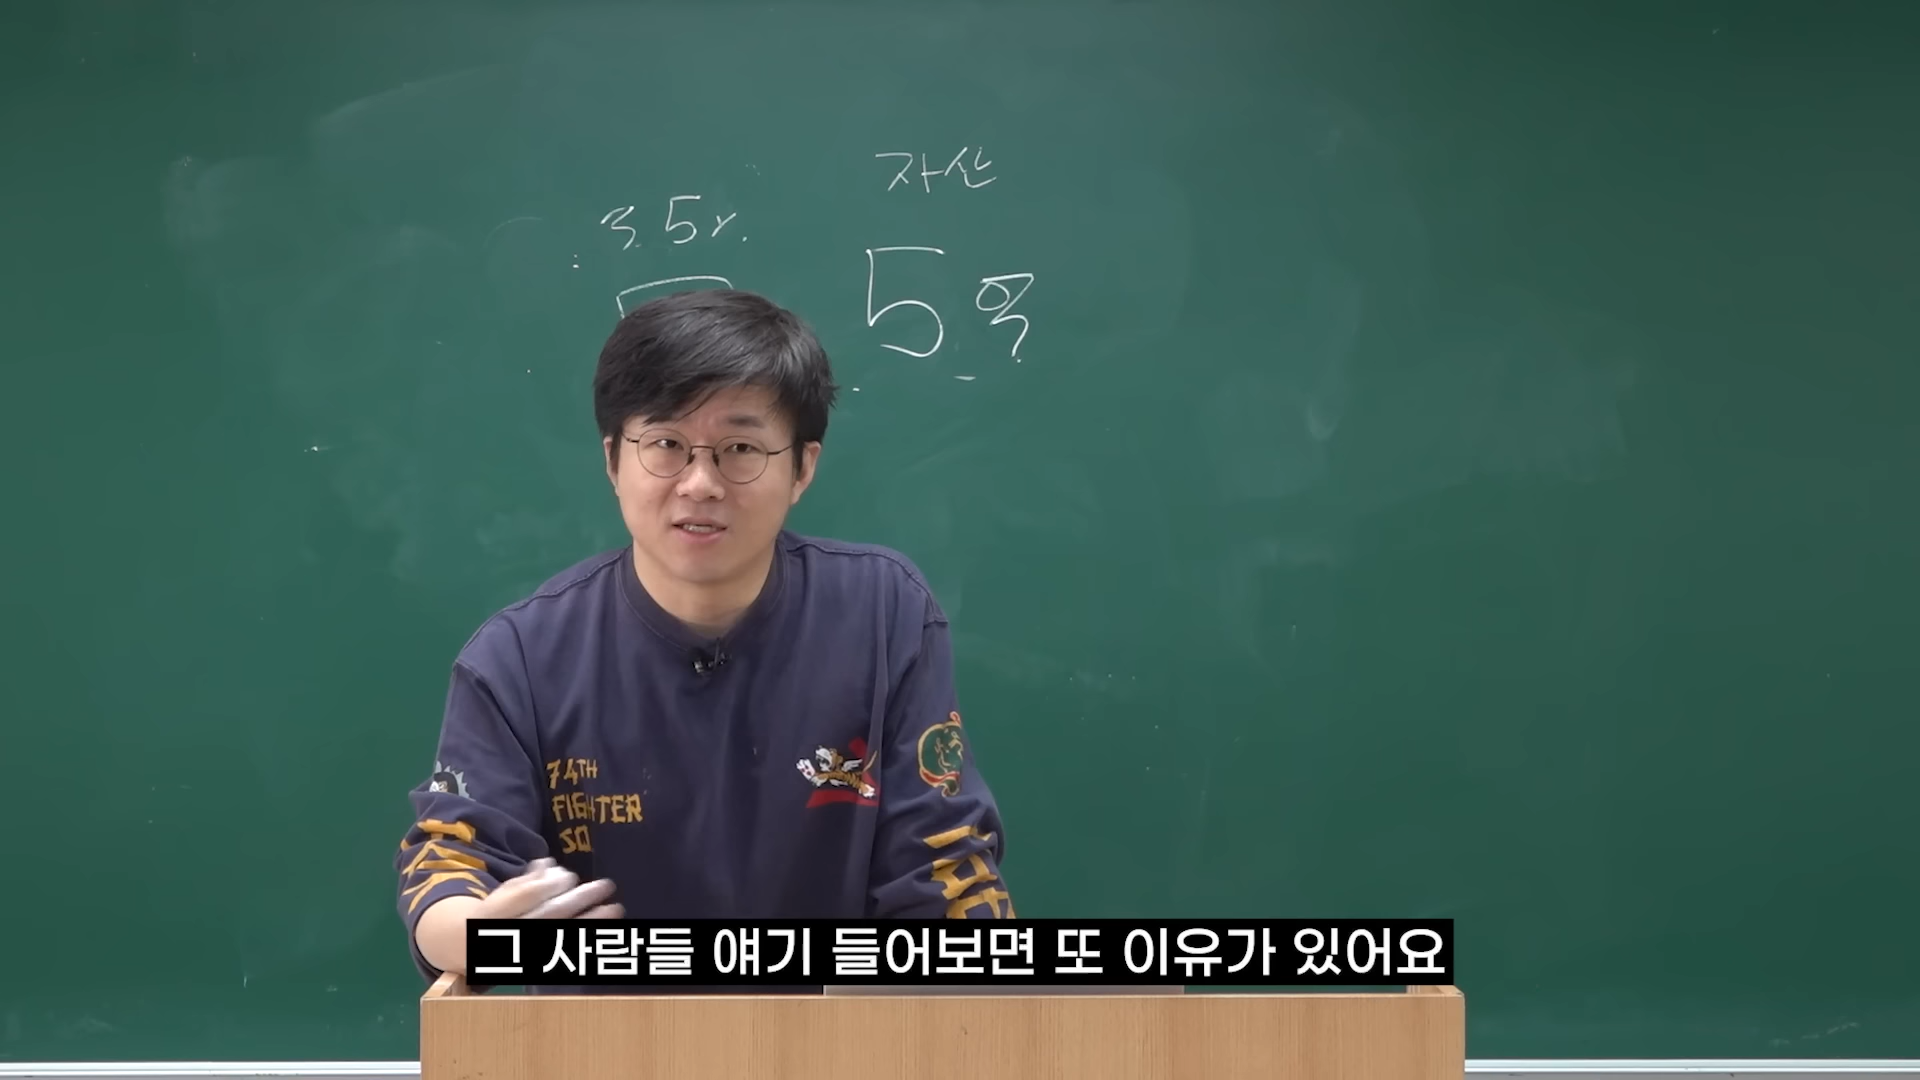 자산
3.5%
5억
74TH
FIGHTER
SQ
그 사람들 얘기 들어보면 또 이유가 있어요